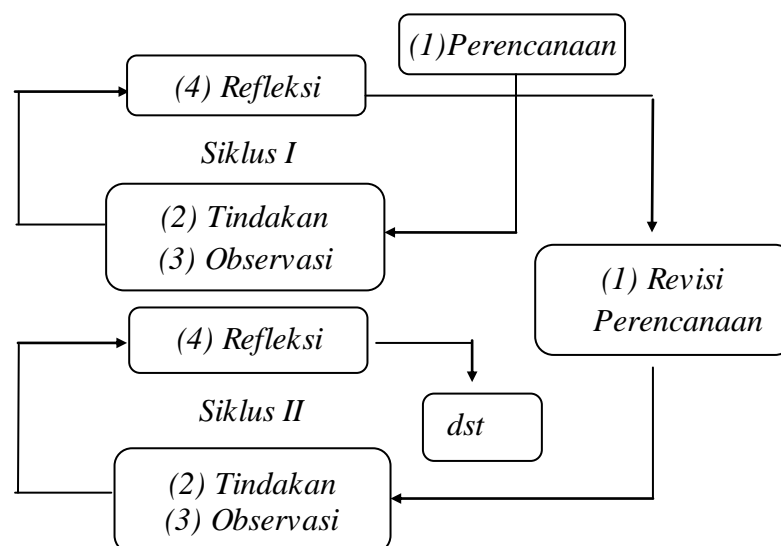 (1)Perencanaan
(4) Refleksi
Siklus I
(2) Tindakan
(3) Observasi
(1) Revisi
Perencanaan
(4) Refleksi
Siklus II
dst
(2) Tindakan
(3) Observasi